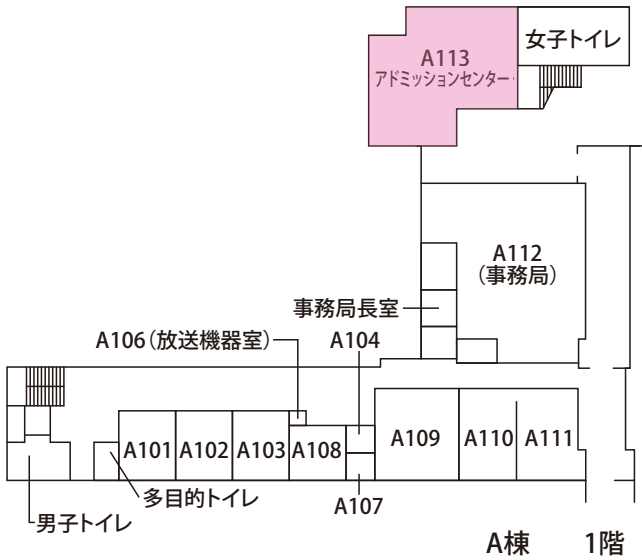 A113
アドミッションセンター
女子トイレ
A112
(事務局)
事務局長室
A106(放送機器室)
A104
A101
A102
A103
A108
A109
A110
A111
多目的トイレ
A107
男子トイレ
A棟 1階